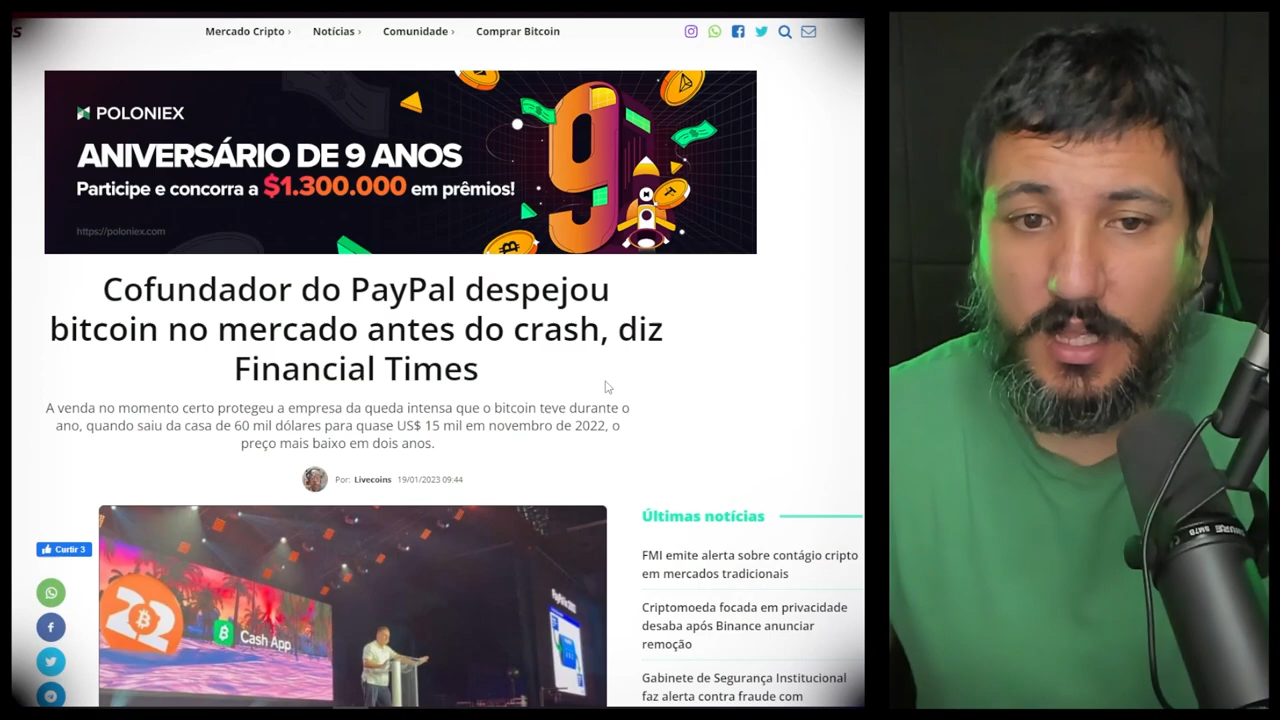 s
Mercado Cripto ›
Notícias ›
Comunidade ›
Comprar Bitcoin
POLONIEX
ANIVERSÁRIO DE 9 ANOS
Participe e concorra a $1.300.000 em prêmios!
https://poloniex.com
9
Cofundador do PayPal despejou
bitcoin no mercado antes do crash, diz
Financial Times
A venda no momento certo protegeu a empresa da queda intensa que o bitcoin teve durante o
ano, quando saiu da casa de 60 mil dólares para quase US$ 15 mil em novembro de 2022, o
preço mais baixo em dois anos.
Por: Livecoins 19/01/2023 09:44
Curtir 3
22
Cash App
Últimas notícias
FMI emite alerta sobre contágio cripto
em mercados tradicionais
Criptomoeda focada em privacidade
desaba após Binance anunciar
remoção
Gabinete de Segurança Institucional
faz alerta contra fraude com
SM7B